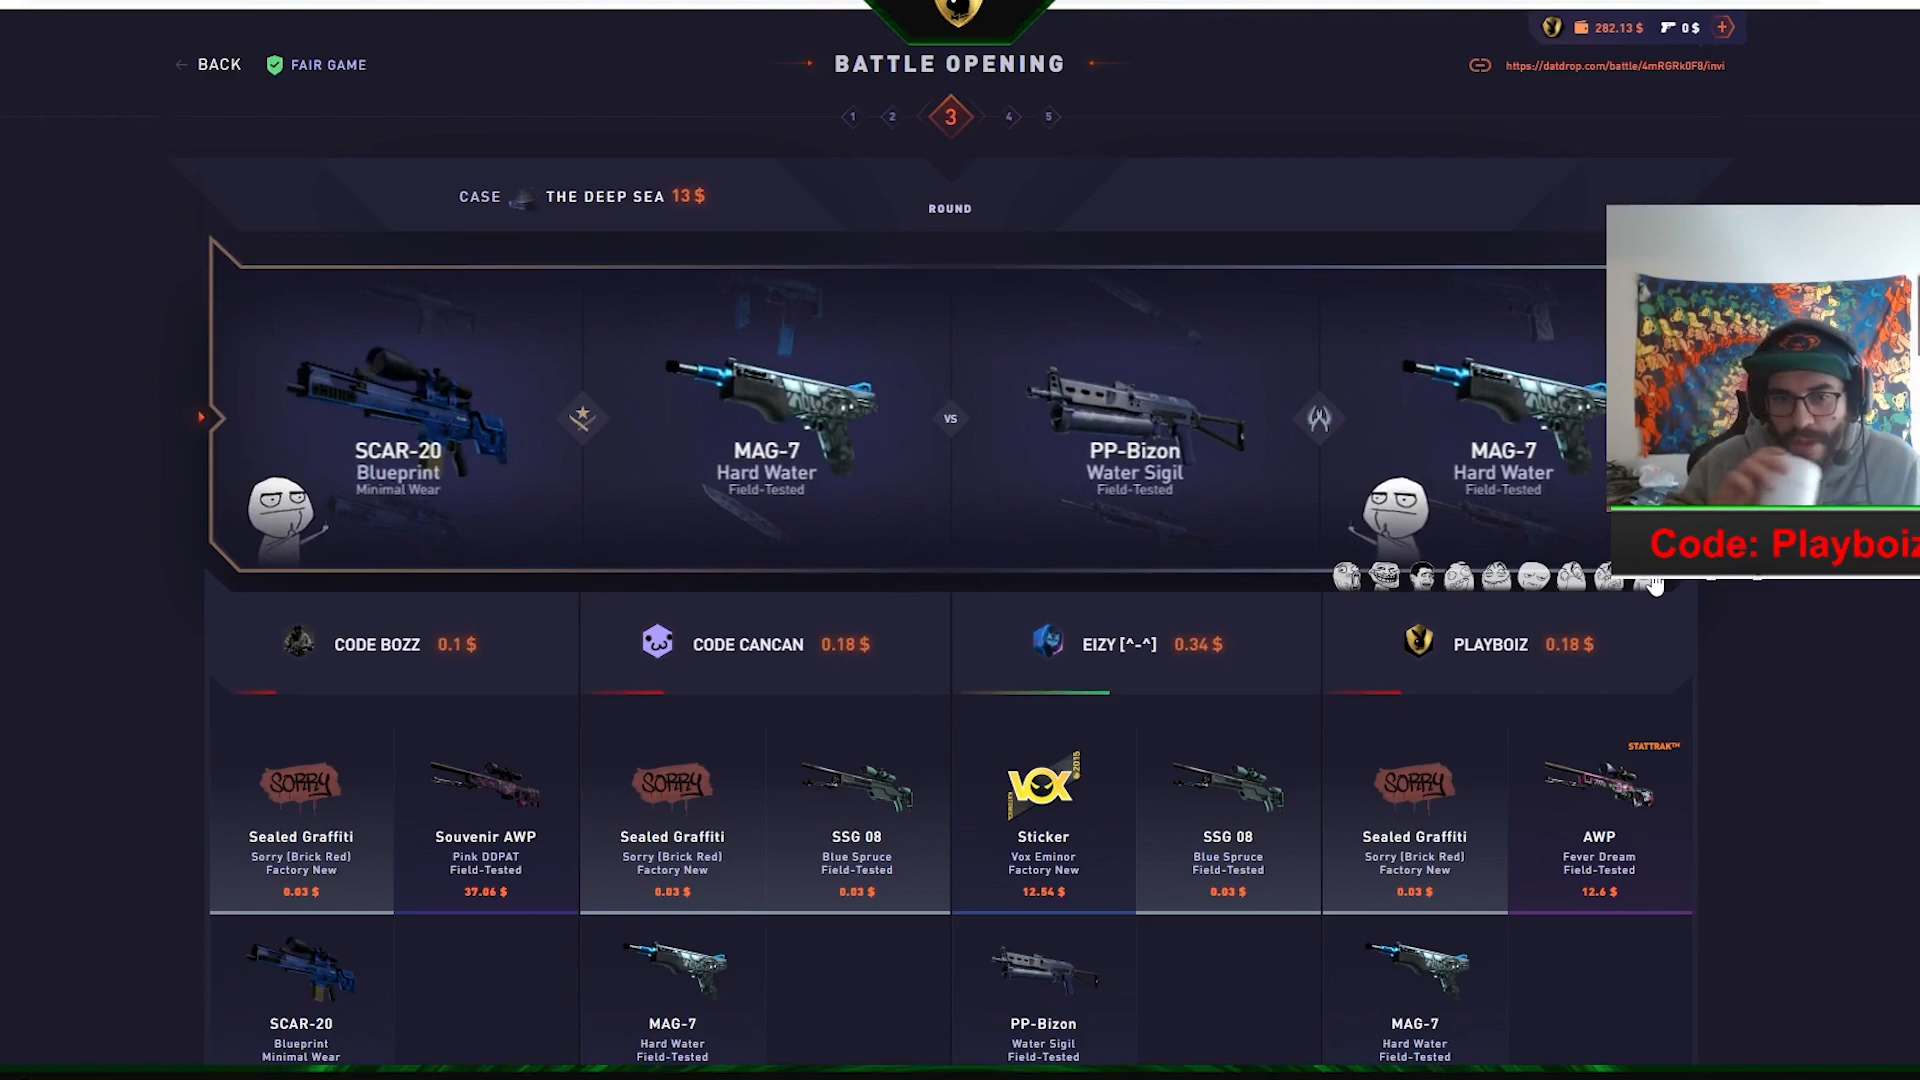 282.13 $
0 $
BACK
FAIR GAME
BATTLE OPENING
https://datdrop.com/battle/4mRGRk0F8/invi
1
2
3
4
5
CASE THE DEEP SEA 13 $
ROUND
SCAR-20
Blueprint
Minimal Wear
MAG-7
Hard Water
Field-Tested
VS
PP-Bizon
Water Sigil
Field-Tested
MAG-7
Hard Water
Field-Tested
Code: Playboiz
CODE BOZZ 0.1 $
CODE CANCAN 0.18 $
EIZY [^-^] 0.34 $
PLAYBOIZ 0.18 $
SORRY
Sealed Graffiti
Sorry (Brick Red)
Factory New
0.03 $
Souvenir AWP
Pink DDPAT
Field-Tested
37.06 $
SORRY
Sealed Graffiti
Sorry (Brick Red)
Factory New
0.03 $
SSG 08
Blue Spruce
Field-Tested
0.03 $
VOX
2015
Sticker
Vox Eminor
Factory New
12.54 $
SSG 08
Blue Spruce
Field-Tested
0.03 $
SORRY
Sealed Graffiti
Sorry (Brick Red)
Factory New
0.03 $
STATTRAK™
AWP
Fever Dream
Field-Tested
12.6 $
SCAR-20
Blueprint
Minimal Wear
MAG-7
Hard Water
Field-Tested
PP-Bizon
Water Sigil
Field-Tested
MAG-7
Hard Water
Field-Tested